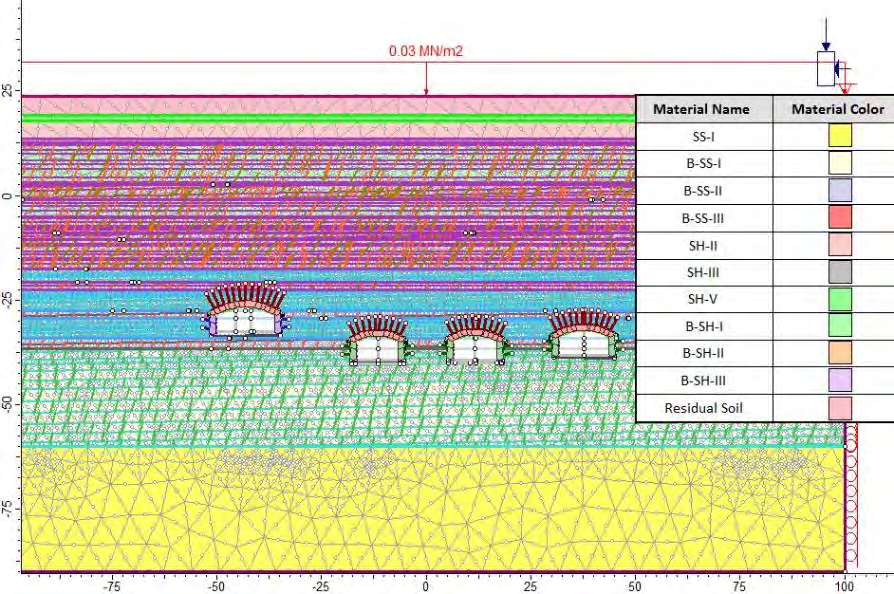 0.03 MN/m2
25
0
-25
-50
-75
Material Name Material Color
SS-I
B-SS-I
B-SS-II
B-SS-III
SH-II
SH-III
SH-V
B-SH-I
B-SH-II
B-SH-III
Residual Soil
-75 -50 -25 0 25 50 75 100